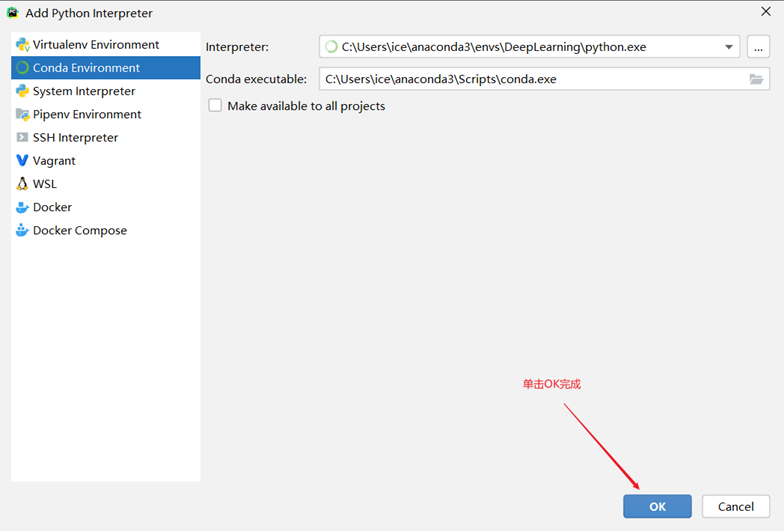 Add Python Interpreter
Virtualenv Environment
Conda Environment
System Interpreter
Pipenv Environment
SSH Interpreter
Vagrant
WSL
Docker
Docker Compose
Interpreter:
C:\Users\ice\anaconda3\envs\DeepLearning\python.exe
...
Conda executable:
C:\Users\ice\anaconda3\Scripts\conda.exe
Make available to all projects
单击OK完成
OK
Cancel